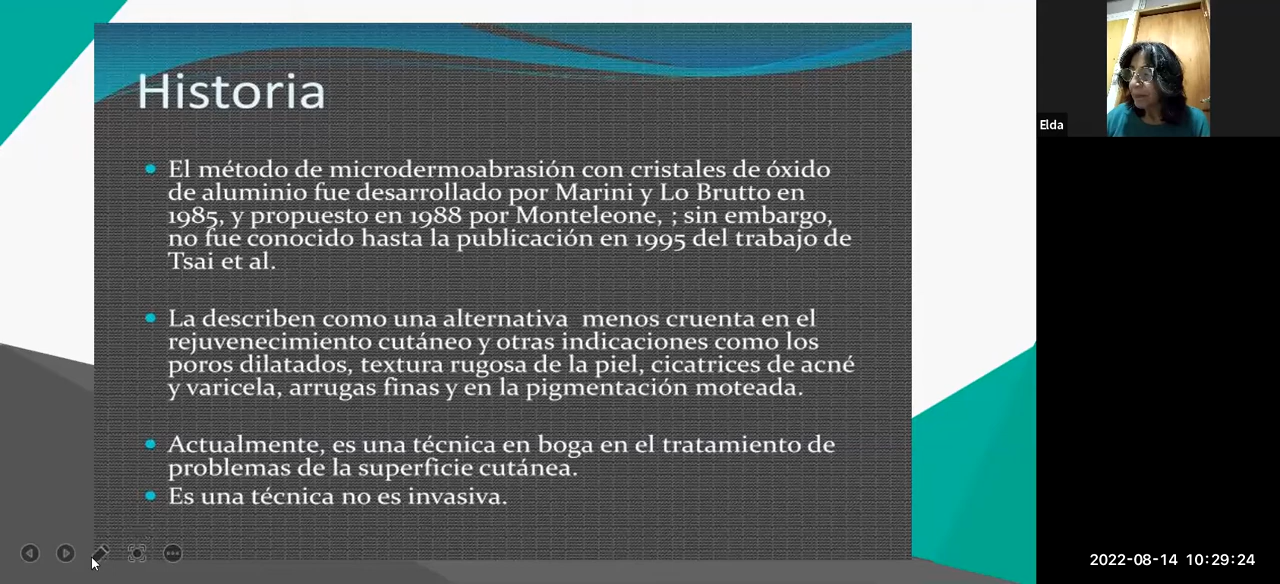 Historia
El método de microdermoabrasión con cristales de óxido
de aluminio fue desarrollado por Marini y Lo Brutto en
1985, y propuesto en 1988 por Monteleone, ; sin embargo,
no fue conocido hasta la publicación en 1995 del trabajo de
Tsai et al.
La describen como una alternativa  menos cruenta en el
rejuvenecimiento cutáneo y otras indicaciones como los
poros dilatados, textura rugosa de la piel, cicatrices de acné
y varicela, arrugas finas y en la pigmentación moteada.
Actualmente, es una técnica en boga en el tratamiento de
problemas de la superficie cutánea.
Es una técnica no es invasiva.
Elda
2022-08-14 10:29:24